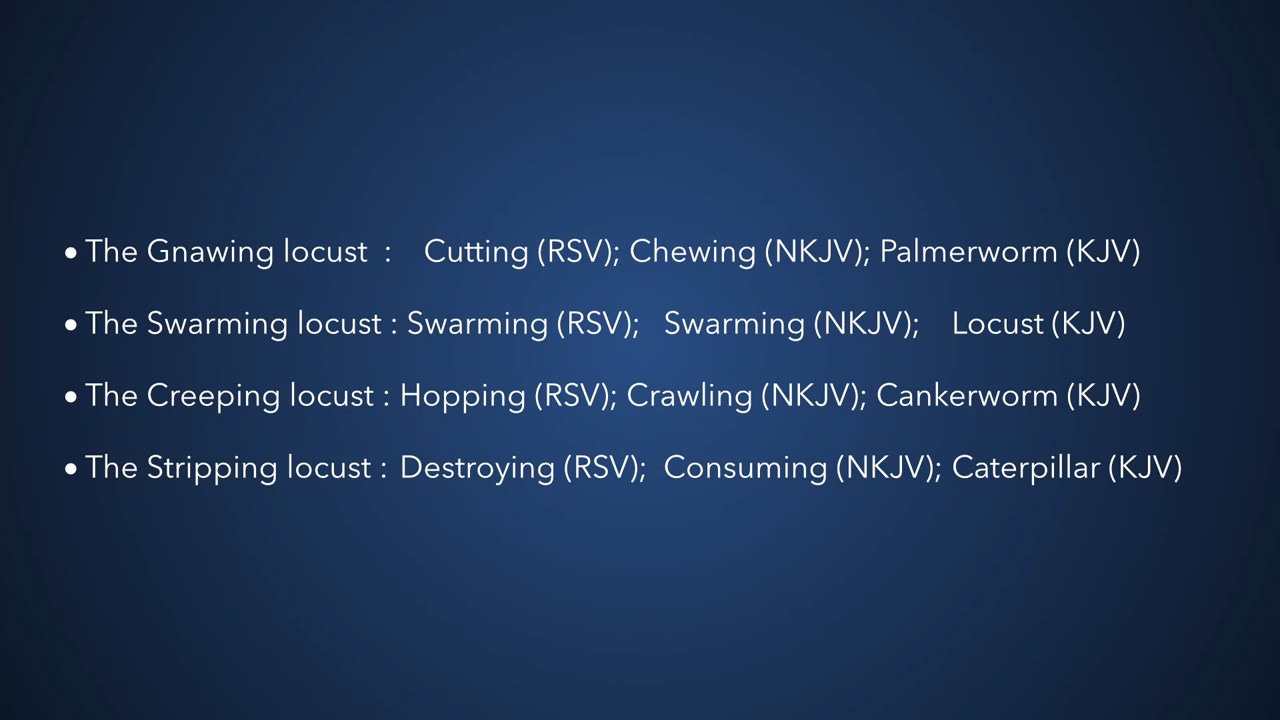 • The Gnawing locust : Cutting (RSV); Chewing (NKJV); Palmerworm (KJV)
• The Swarming locust : Swarming (RSV); Swarming (NKJV); Locust (KJV)
• The Creeping locust : Hopping (RSV); Crawling (NKJV); Cankerworm (KJV)
• The Stripping locust : Destroying (RSV); Consuming (NKJV); Caterpillar (KJV)